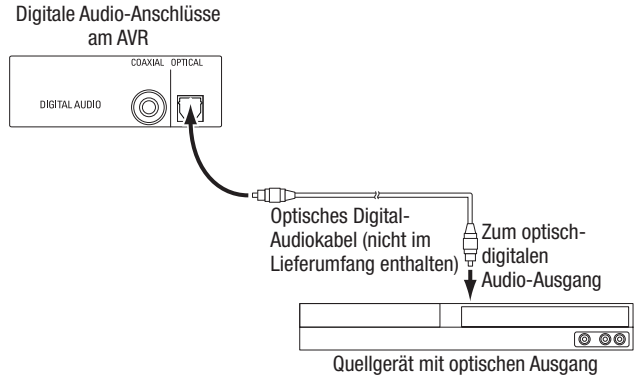 Digitale Audio-Anschlüsse
am AVR
COAXIAL OPTICAL
DIGITAL AUDIO
Optisches Digital-
Audiokabel (nicht im
Lieferumfang enthalten)
Zum optisch-
digitalen
Audio-Ausgang
Quellgerät mit optischen Ausgang